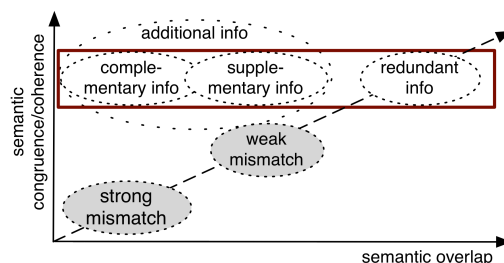 additional info
comple-
mentary info
supple-
mentary info
redundant
info
weak
mismatch
strong
mismatch
semantic
congruence/coherence
semantic overlap